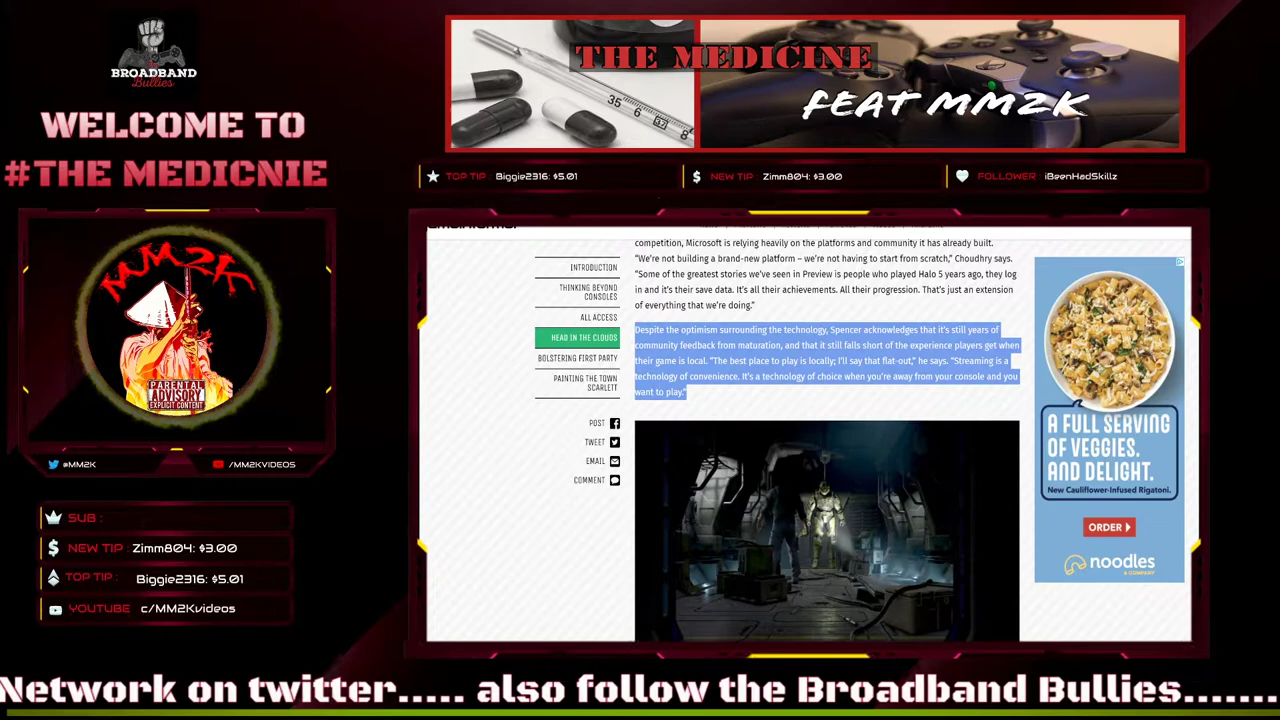 BROADBAND
Bullies
WELCOME TO
#THE MEDICNIE
THE MEDICINE
FEAT MM2K
35
6
37
8
TOP TIP : Biggie2316: $5.01
NEW TIP : Zimm804: $3.00
FOLLOWER : iBeenHadSkillz
MM2K
PARENTAL
ADVISORY
EXPLICIT CONTENT
@MM2K
/MM2KVIDEOS
SUB :
NEW TIP : Zimm804: $3.00
TOP TIP : Biggie2316: $5.01
YOUTUBE c/MM2Kvideos
INTRODUCTION
THINKING BEYOND
CONSOLES
ALL ACCESS
HEAD IN THE CLOUDS
BOLSTERING FIRST PARTY
PAINTING THE TOWN
SCARLETT
POST
TWEET
EMAIL
COMMENT
competition, Microsoft is relying heavily on the platforms and community it has already built.
“We’re not building a brand-new platform – we’re not having to start from scratch,” Choudhry says.
“Some of the greatest stories we’ve seen in Preview is people who played Halo 5 years ago, they log
in and it’s their save data. It’s all their achievements. All their progression. That’s just an extension
of everything that we’re doing.”
Despite the optimism surrounding the technology, Spencer acknowledges that it’s still years of
community feedback from maturation, and that it still falls short of the experience players get when
their game is local. “The best place to play is locally; I’ll say that flat-out,” he says. “Streaming is a
technology of convenience. It’s a technology of choice when you’re away from your console and you
want to play.”
A FULL SERVING
OF VEGGIES.
AND DELIGHT.
New Cauliflower-Infused Rigatoni.
ORDER
noodles
& COMPANY
Network on twitter..... also follow the Broadband Bullies.......